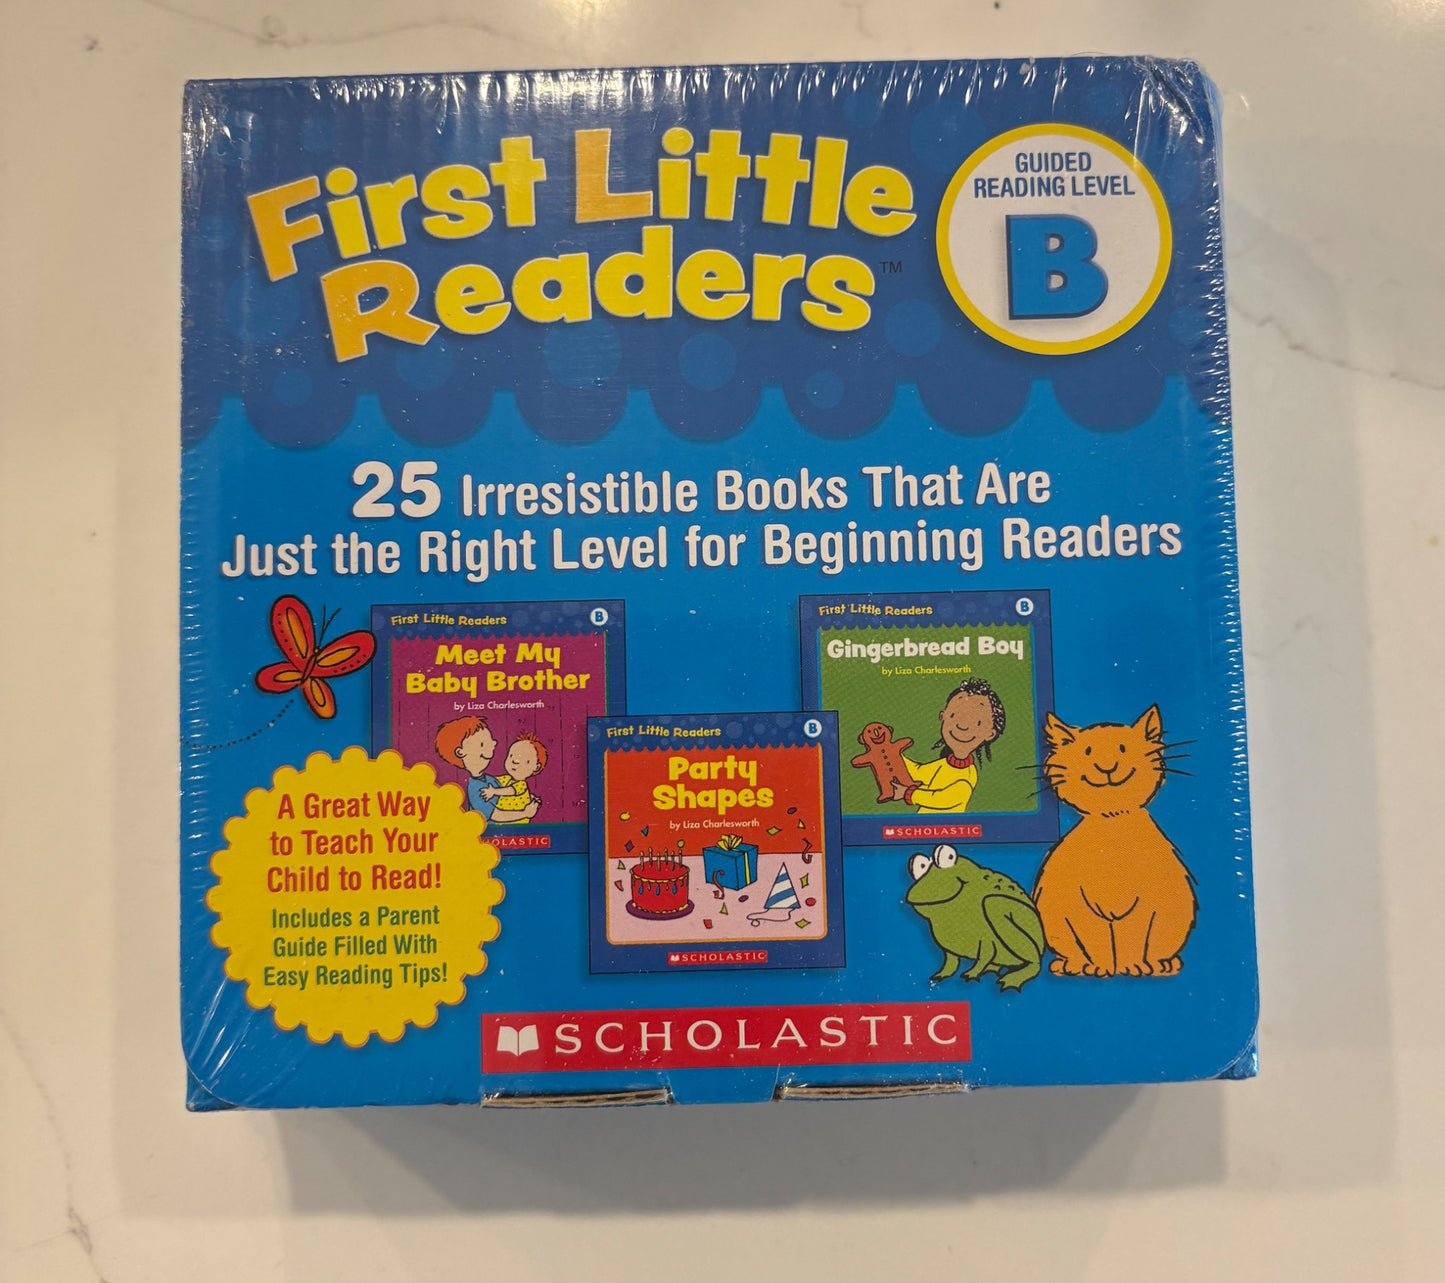 First Little
Readers™
GUIDED
READING LEVEL
B
25 Irresistible Books That Are
Just the Right Level for Beginning Readers
First Little Readers B
Meet My
Baby Brother
by Liza Charlesworth
First Little Readers B
Party
Shapes
by Liza Charlesworth
SCHOLASTIC
First Little Readers B
Gingerbread Boy
by Liza Charlesworth
SCHOLASTIC
A Great Way
to Teach Your
Child to Read!
Includes a Parent
Guide Filled With
Easy Reading Tips!
SCHOLASTIC